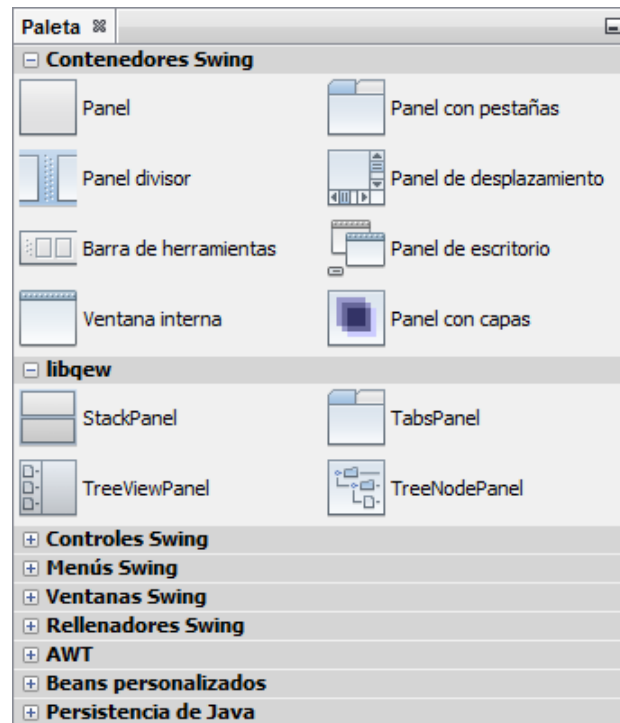 Paleta
Contenedores Swing
Panel
Panel con pestañas
Panel divisor
Panel de desplazamiento
Barra de herramientas
Panel de escritorio
Ventana interna
Panel con capas
libqew
StackPanel
TabsPanel
TreeViewPanel
TreeNodePanel
Controles Swing
Menús Swing
Ventanas Swing
Rellenadores Swing
AWT
Beans personalizados
Persistencia de Java